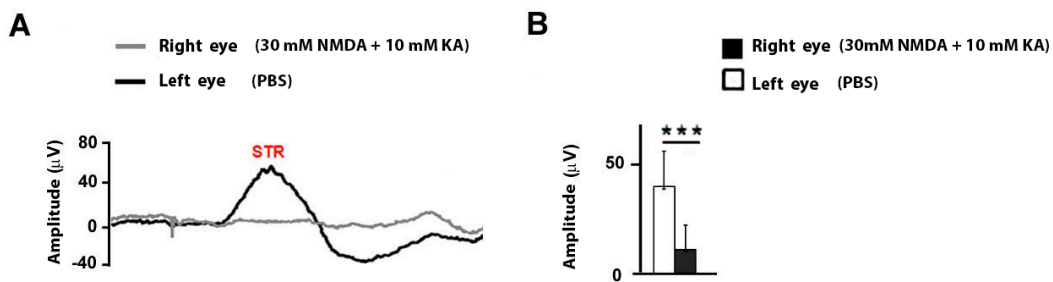 A
Right eye (30 mM NMDA + 10 mM KA)
Left eye (PBS)
Amplitude (μV)
80
40
0
-40
STR
B
Right eye (30mM NMDA + 10 mM KA)
Left eye (PBS)
Amplitude (μV)
50
0
***